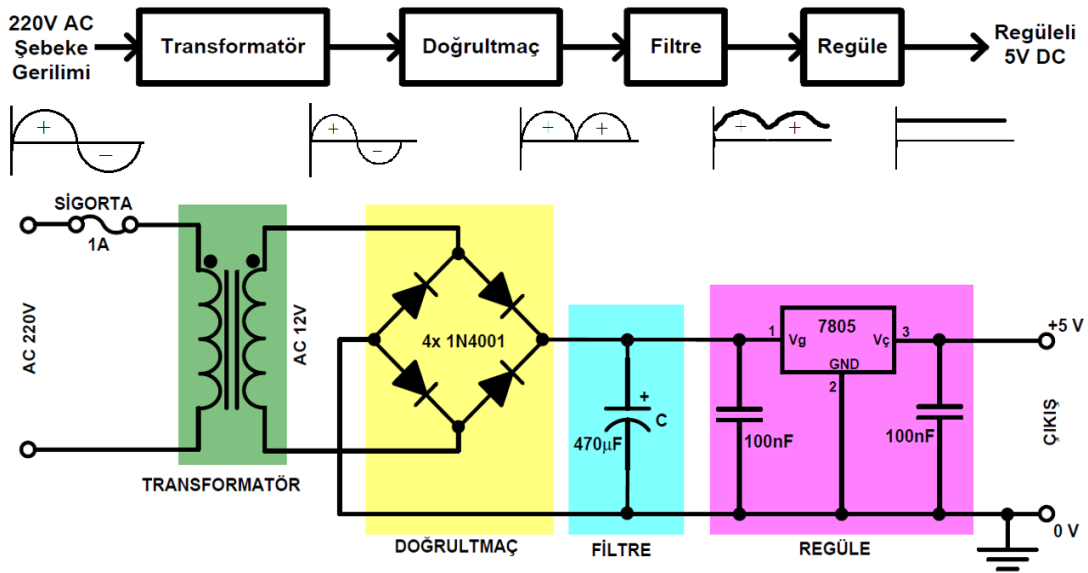 220V AC
Şebeke
Gerilimi
Transformatör
Doğrultmaç
Filtre
Regüle
Regüleli
5V DC
+
−
+
−
+
+
+
+
SİGORTA
1A
AC 220V
AC 12V
TRANSFORMATÖR
4x 1N4001
DOĞRULTMAÇ
+
C
470µF
FİLTRE
1
7805
3
Vg
Vç
GND
2
100nF
100nF
REGÜLE
+5 V
ÇIKIŞ
0 V